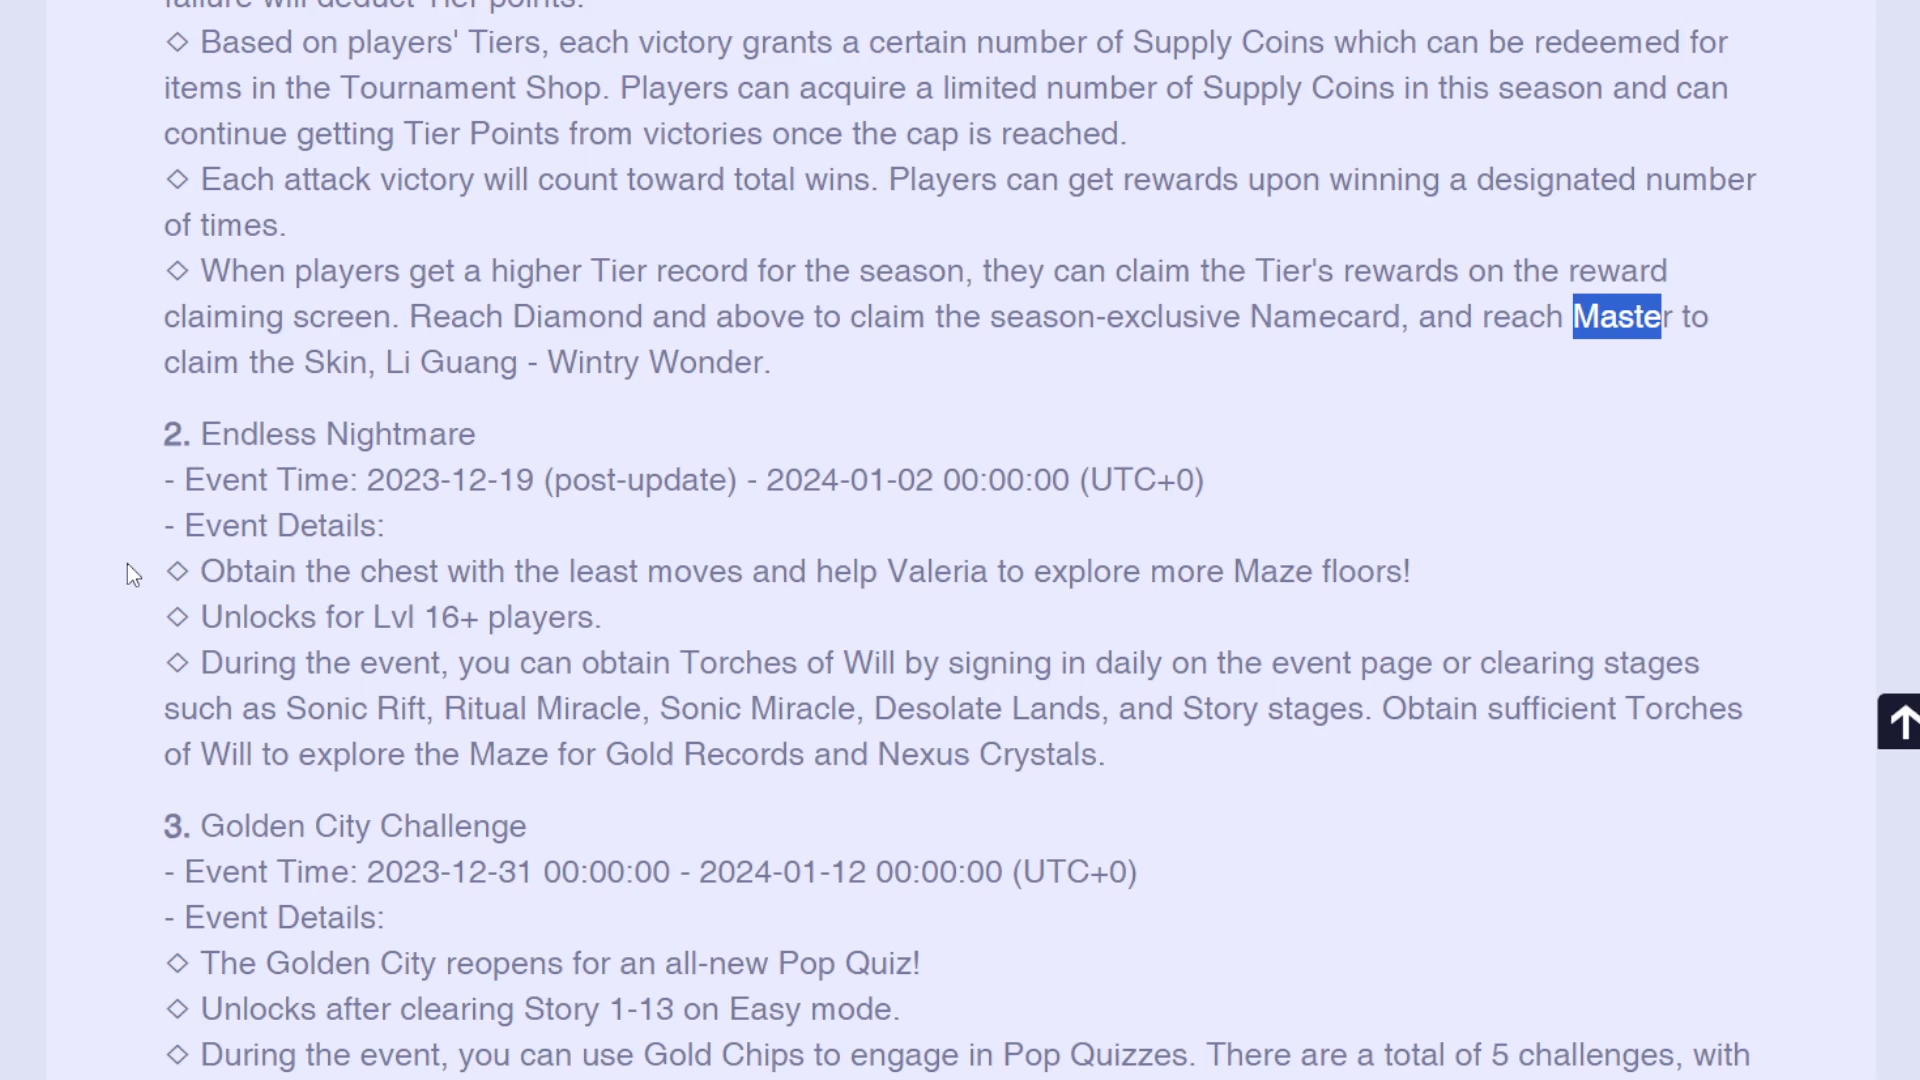 failure will deduct Tier points.
◇ Based on players' Tiers, each victory grants a certain number of Supply Coins which can be redeemed for
items in the Tournament Shop. Players can acquire a limited number of Supply Coins in this season and can
continue getting Tier Points from victories once the cap is reached.
◇ Each attack victory will count toward total wins. Players can get rewards upon winning a designated number
of times.
◇ When players get a higher Tier record for the season, they can claim the Tier's rewards on the reward
claiming screen. Reach Diamond and above to claim the season-exclusive Namecard, and reach Master to
claim the Skin, Li Guang - Wintry Wonder.
2. Endless Nightmare
- Event Time: 2023-12-19 (post-update) - 2024-01-02 00:00:00 (UTC+0)
- Event Details:
◇ Obtain the chest with the least moves and help Valeria to explore more Maze floors!
◇ Unlocks for Lvl 16+ players.
◇ During the event, you can obtain Torches of Will by signing in daily on the event page or clearing stages
such as Sonic Rift, Ritual Miracle, Sonic Miracle, Desolate Lands, and Story stages. Obtain sufficient Torches
of Will to explore the Maze for Gold Records and Nexus Crystals.
3. Golden City Challenge
- Event Time: 2023-12-31 00:00:00 - 2024-01-12 00:00:00 (UTC+0)
- Event Details:
◇ The Golden City reopens for an all-new Pop Quiz!
◇ Unlocks after clearing Story 1-13 on Easy mode.
◇ During the event, you can use Gold Chips to engage in Pop Quizzes. There are a total of 5 challenges, with